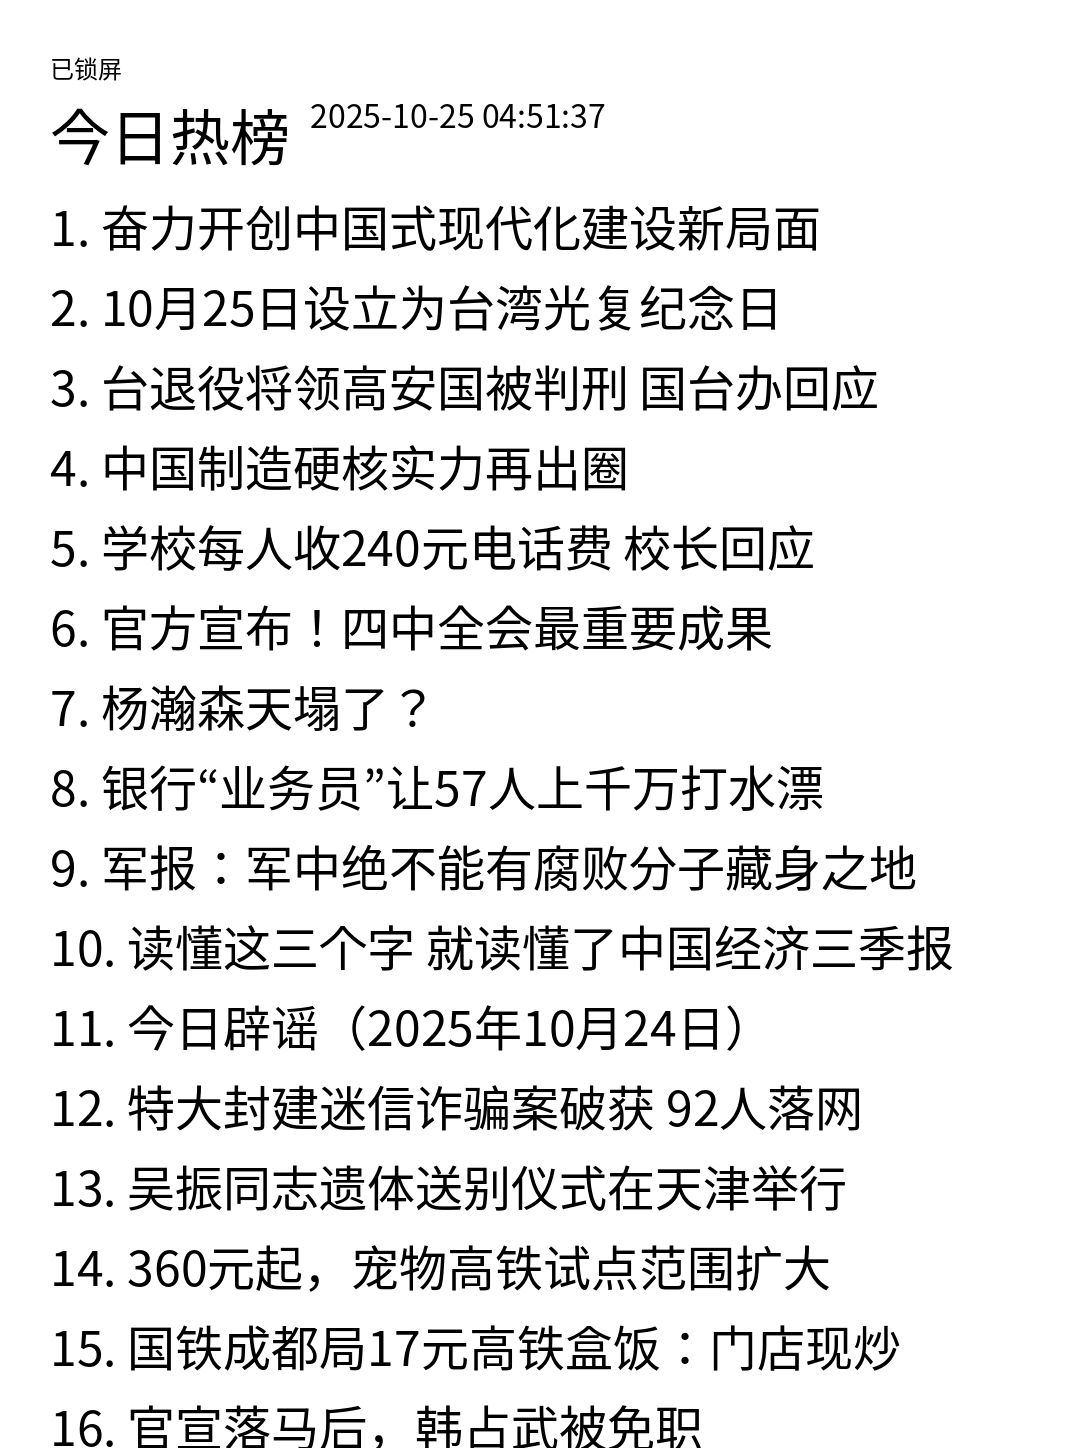 已锁屏
今日热榜 2025-10-25 04:51:37
1. 奋力开创中国式现代化建设新局面
2. 10月25日设立为台湾光复纪念日
3. 台退役将领高安国被判刑 国台办回应
4. 中国制造硬核实力再出圈
5. 学校每人收240元电话费 校长回应
6. 官方宣布！四中全会最重要成果
7. 杨瀚森天塌了？
8. 银行“业务员”让57人上千万打水漂
9. 军报：军中绝不能有腐败分子藏身之地
10. 读懂这三个字 就读懂了中国经济三季报
11. 今日辟谣（2025年10月24日）
12. 特大封建迷信诈骗案破获 92人落网
13. 吴振同志遗体送别仪式在天津举行
14. 360元起，宠物高铁试点范围扩大
15. 国铁成都局17元高铁盒饭：门店现炒
16. 官宣落马后，韩占武被免职